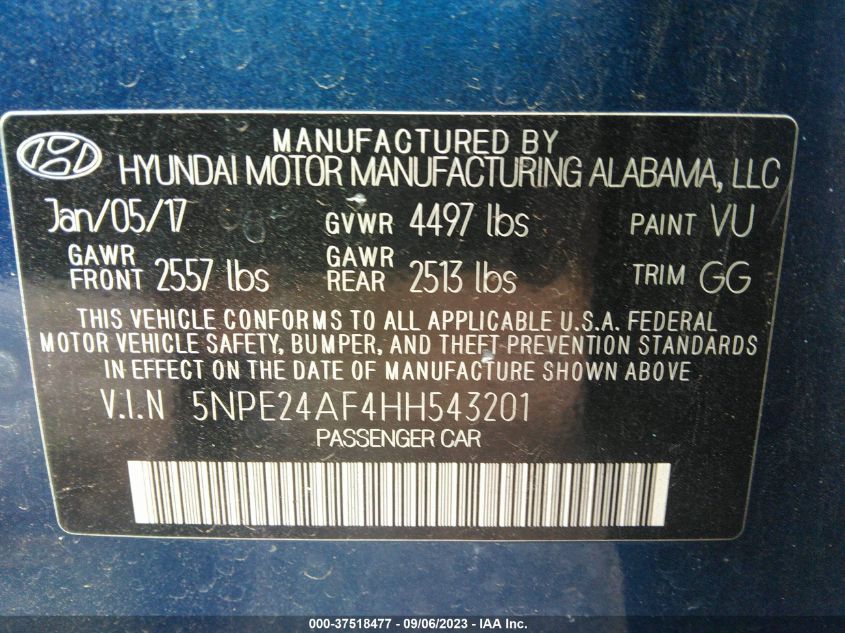 MANUFACTURED BY
HYUNDAI MOTOR MANUFACTURING ALABAMA, LLC
Jan/05/17 GVWR 4497 lbs PAINT VU
GAWR FRONT 2557 lbs GAWR REAR 2513 lbs TRIM GG
THIS VEHICLE CONFORMS TO ALL APPLICABLE U.S.A. FEDERAL
MOTOR VEHICLE SAFETY, BUMPER, AND THEFT PREVENTION STANDARDS
IN EFFECT ON THE DATE OF MANUFACTURE SHOWN ABOVE
V.I.N 5NPE24AF4HH543201
PASSENGER CAR
000-37518477 - 09/06/2023 - IAA Inc.